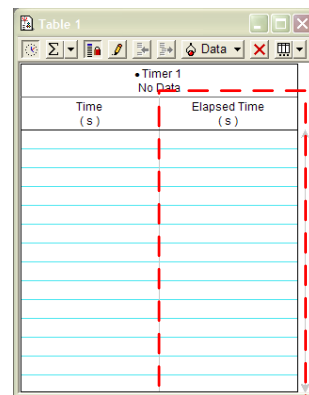 Table 1
Σ Data
• Timer 1
No Data
Time Elapsed Time
(s) (s)